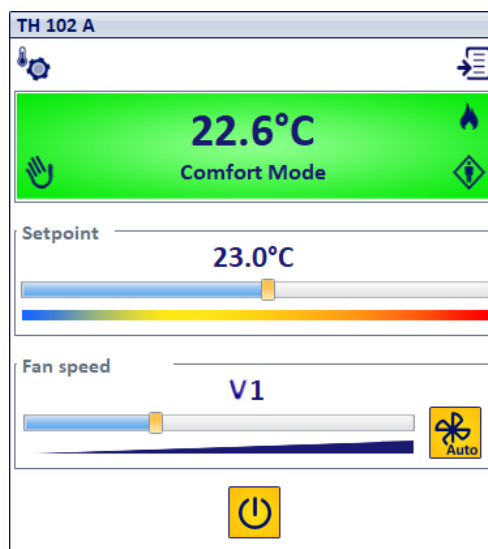 TH 102 A
22.6°C
Comfort Mode
Setpoint
23.0°C
Fan speed
V1
Auto